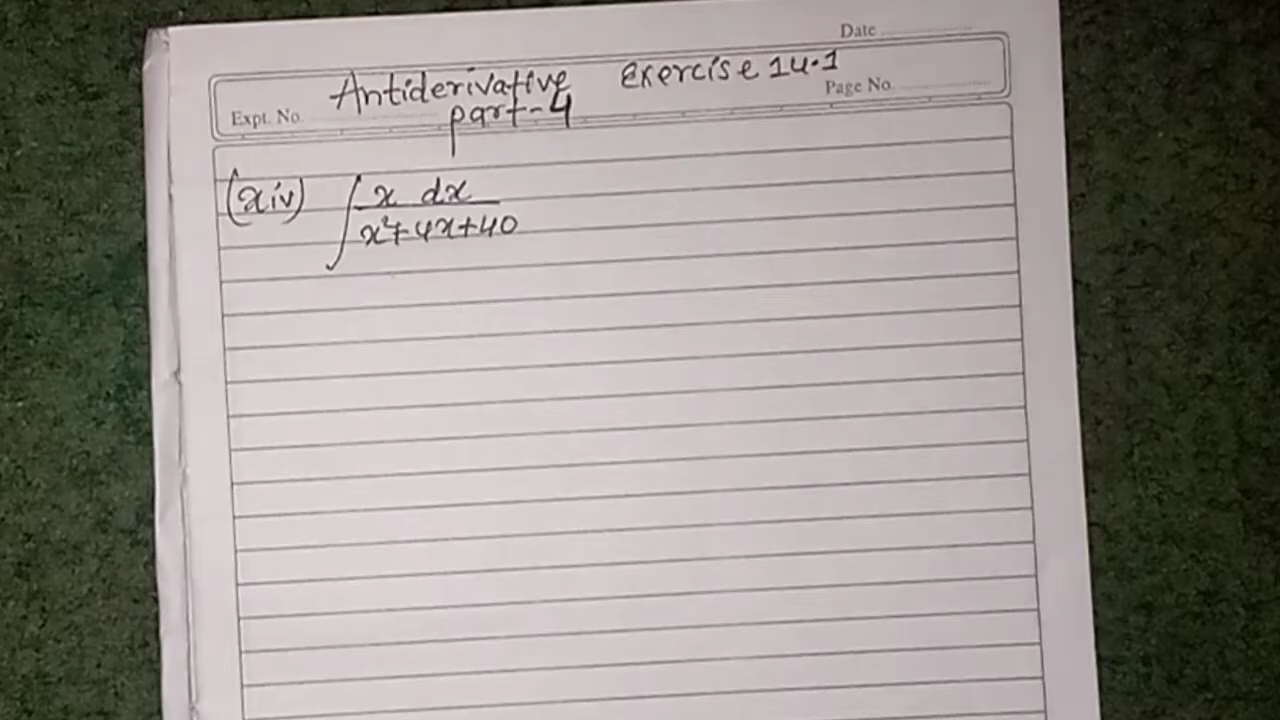 Date
Antiderivative Exercise 14.1
Expt. No. Page No.
part-4
(xiv) ∫ x dx
x²+4x+40